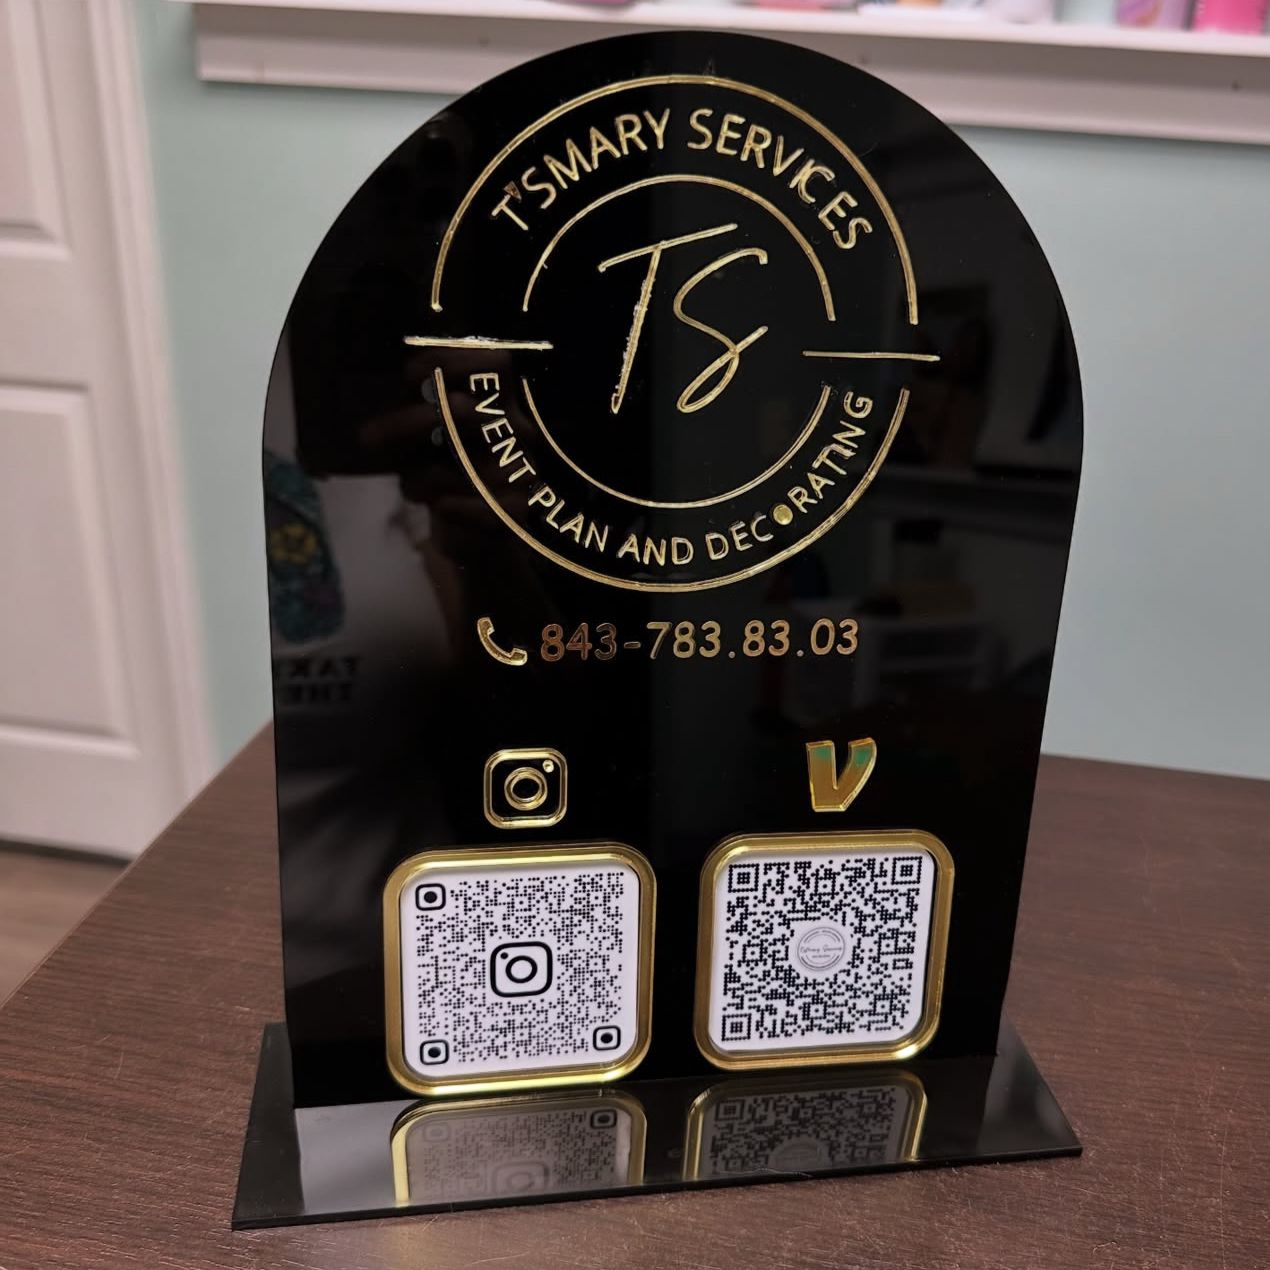 T'SMARY SERVICES
TS
EVENT PLAN AND DECORATING
843-783.83.03
V